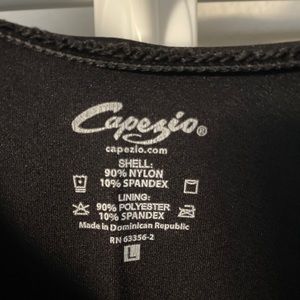 Capezio®
capezio.com
SHELL:
90% NYLON
10% SPANDEX
LINING:
90% POLYESTER
10% SPANDEX
Made in Dominican Republic
RN 63356-2
L